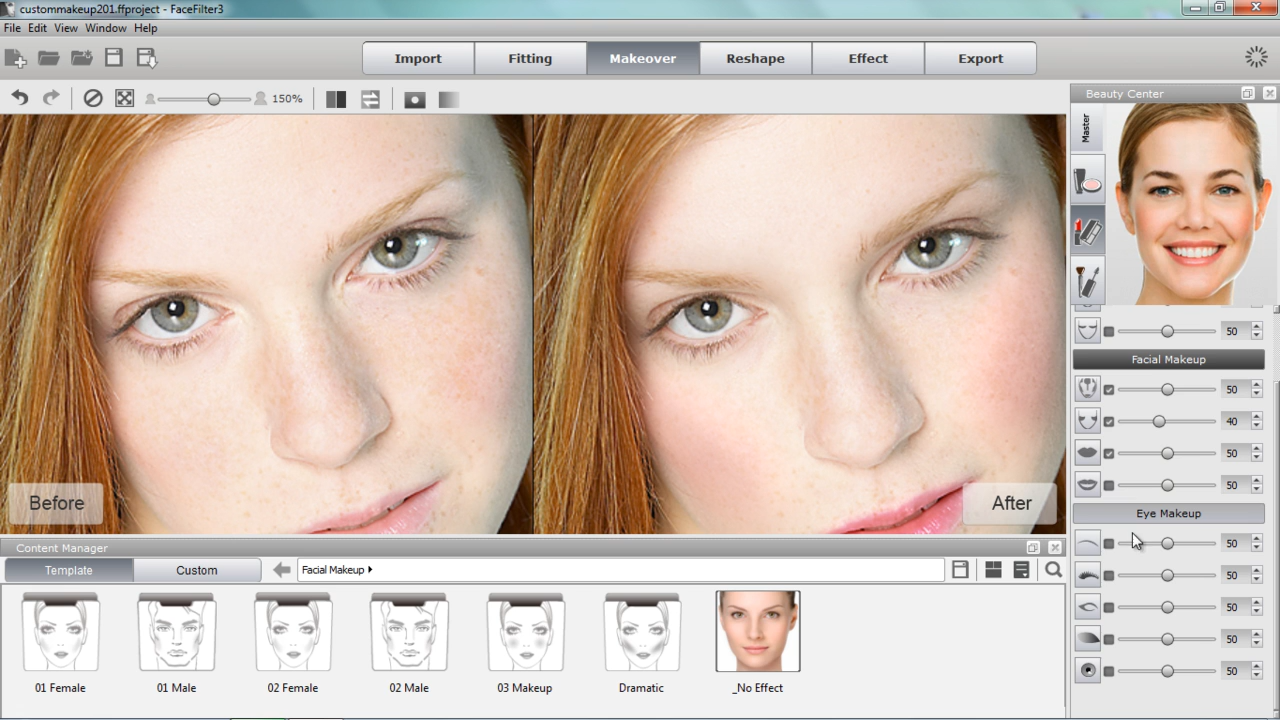 custommakeup201.ffproject - FaceFilter3
File Edit View Window Help
Import Fitting Makeover Reshape Effect Export
150%
Beauty Center
Master
Before
After
50
Facial Makeup
50
40
50
50
Eye Makeup
50
50
50
50
50
Content Manager
Template Custom Facial Makeup
01 Female 01 Male 02 Female 02 Male 03 Makeup Dramatic _No Effect